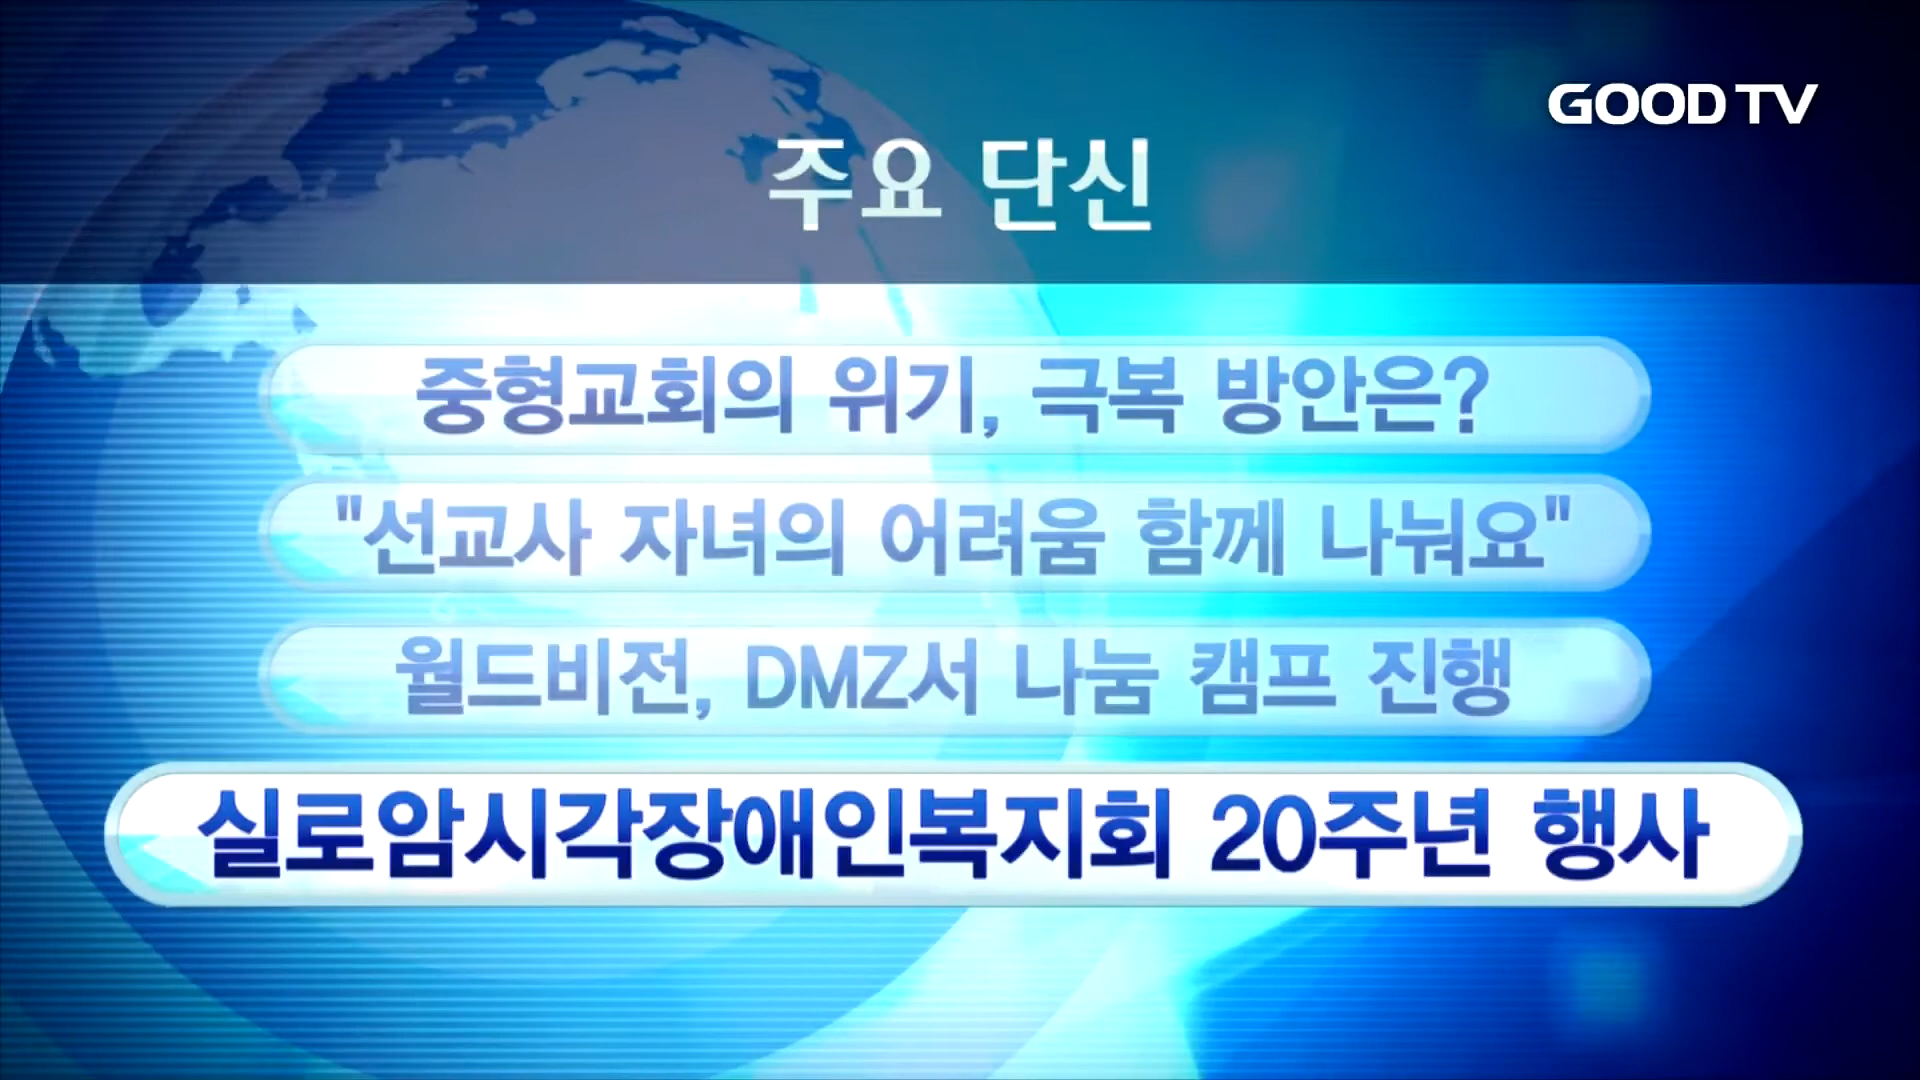 GOOD TV
주요 단신
중형교회의 위기, 극복 방안은?
"선교사 자녀의 어려움 함께 나눠요"
월드비전, DMZ서 나눔 캠프 진행
실로암시각장애인복지회 20주년 행사